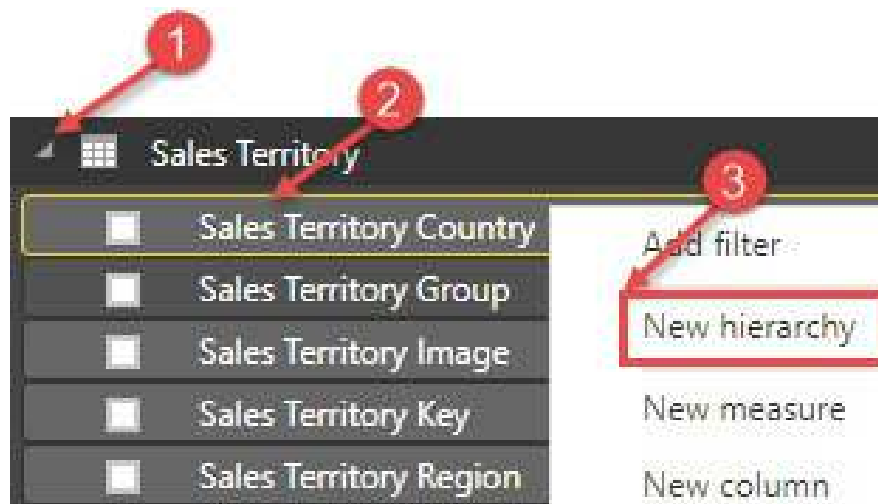 1
2
Sales Territory
3
Sales Territory Country
Add filter
Sales Territory Group
New hierarchy
Sales Territory Image
Sales Territory Key
New measure
Sales Territory Region
New column